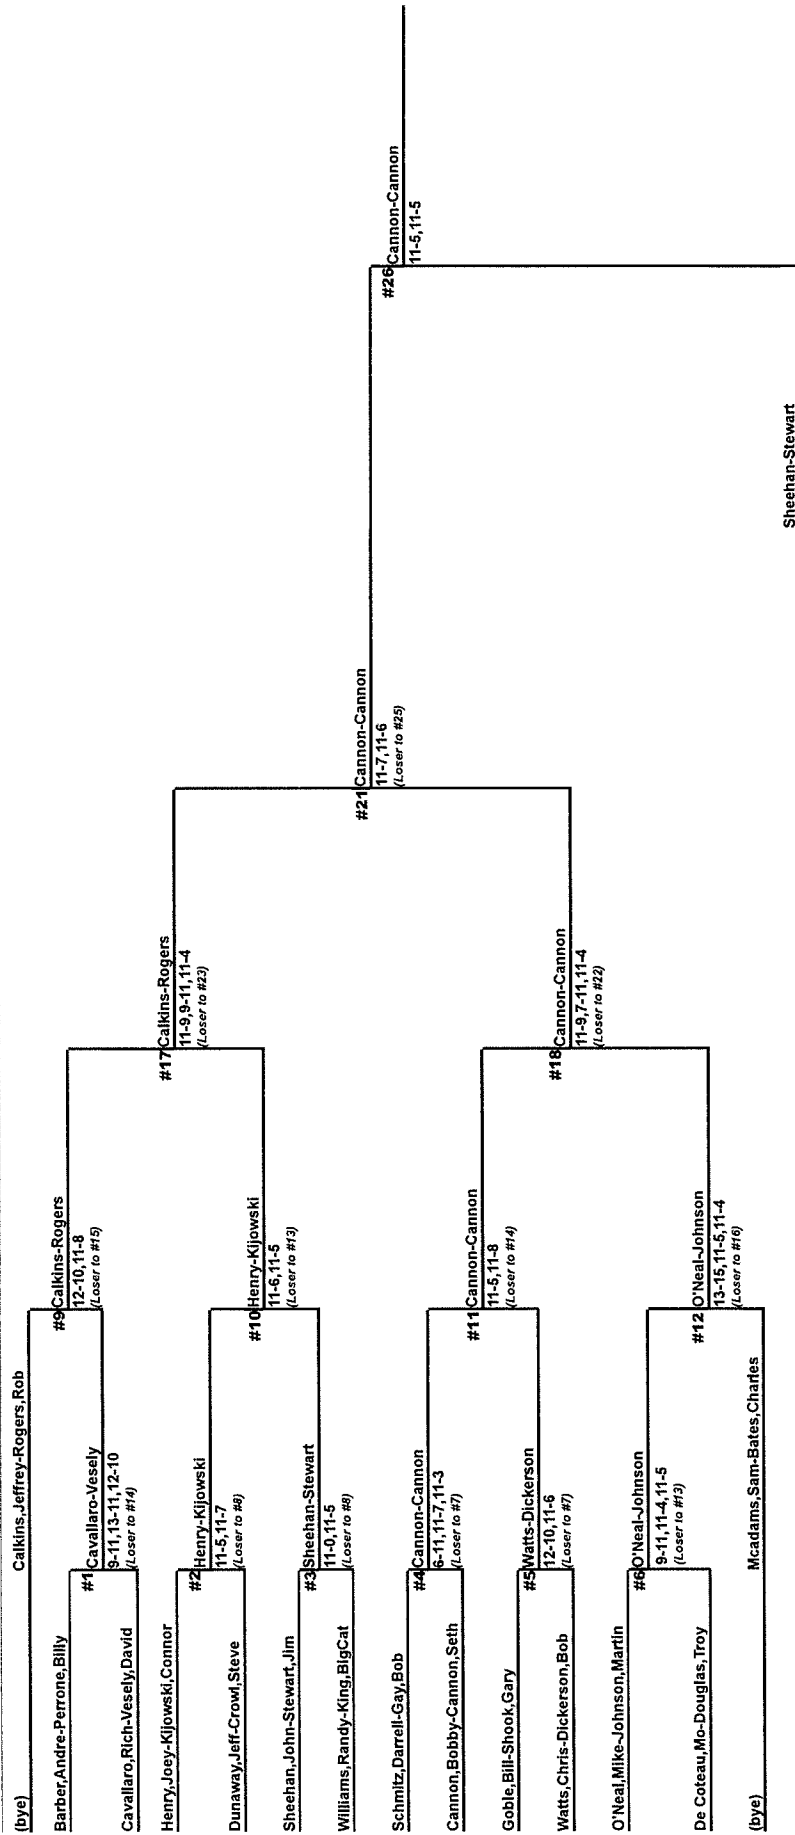 (bye)
Calkins,Jeffrey-Rogers,Rob
Barber,Andre-Perrone,Billy
#1 Cavallaro-Vesely
9-11,13-11,12-10
(Loser to #14)
Cavallaro,Rich-Vesely,David
#9 Calkins-Rogers
12-10,11-8
(Loser to #15)
Henry,Joey-Kijowski,Connor
#2 Henry-Kijowski
11-5,11-7
(Loser to #8)
Dunaway,Jeff-Crowl,Steve
#10 Henry-Kijowski
11-6,11-5
(Loser to #13)
Sheehan,John-Stewart,Jim
#3 Sheehan-Stewart
11-0,11-5
(Loser to #8)
Williams,Randy-King,BigCat
#17 Calkins-Rogers
11-9,9-11,11-4
(Loser to #23)
Schmitz,Darrell-Gay,Bob
#4 Cannon-Cannon
6-11,11-7,11-3
(Loser to #7)
Cannon,Bobby-Cannon,Seth
#11 Cannon-Cannon
11-5,11-8
(Loser to #14)
Goble,Bill-Shook,Gary
#5 Watts-Dickerson
12-10,11-6
(Loser to #7)
Watts,Chris-Dickerson,Bob
#18 Cannon-Cannon
11-9,7-11,11-4
(Loser to #22)
O'Neal,Mike-Johnson,Martin
#6 O'Neal-Johnson
9-11,11-4,11-5
(Loser to #13)
De Coteau,Mo-Douglas,Troy
#12 O'Neal-Johnson
13-15,11-5,11-4
(Loser to #16)
(bye)
Mcadams,Sam-Bates,Charles
#21 Cannon-Cannon
11-7,11-6
(Loser to #25)
#26 Cannon-Cannon
11-5,11-5
Sheehan-Stewart